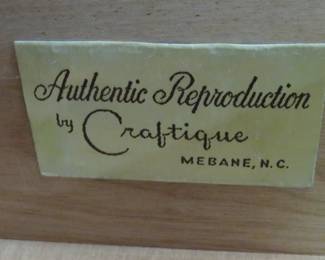 Authentic Reproduction
by Craftique
MEBANE, N.C.